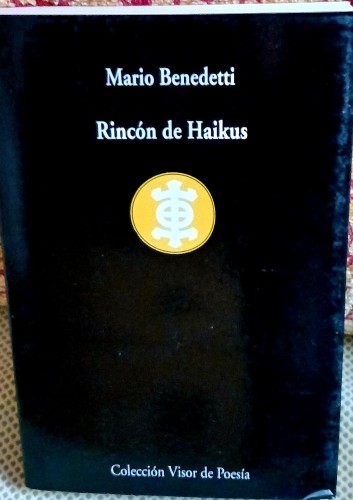 Mario Benedetti
Rincón de Haikus
Colección Visor de Poesía